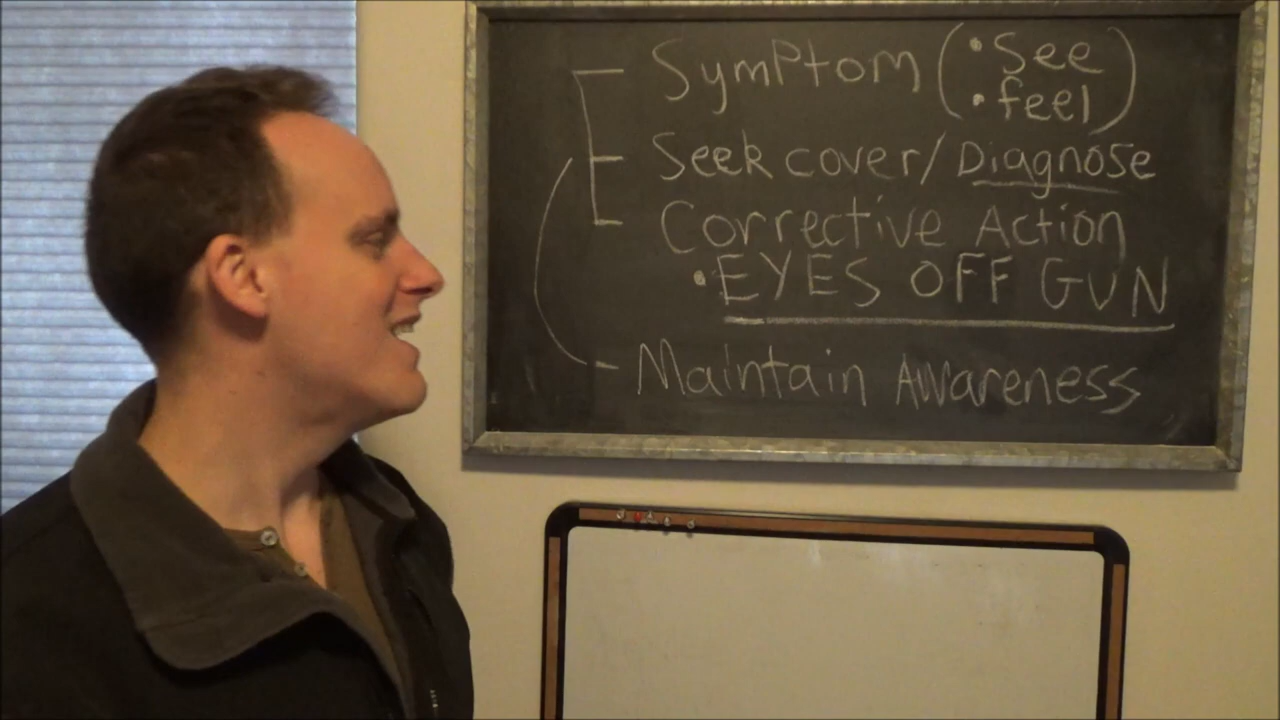 Symptom (• See
• feel)
Seek cover/Diagnose
Corrective Action
• EYES OFF GUN
- Maintain Awareness